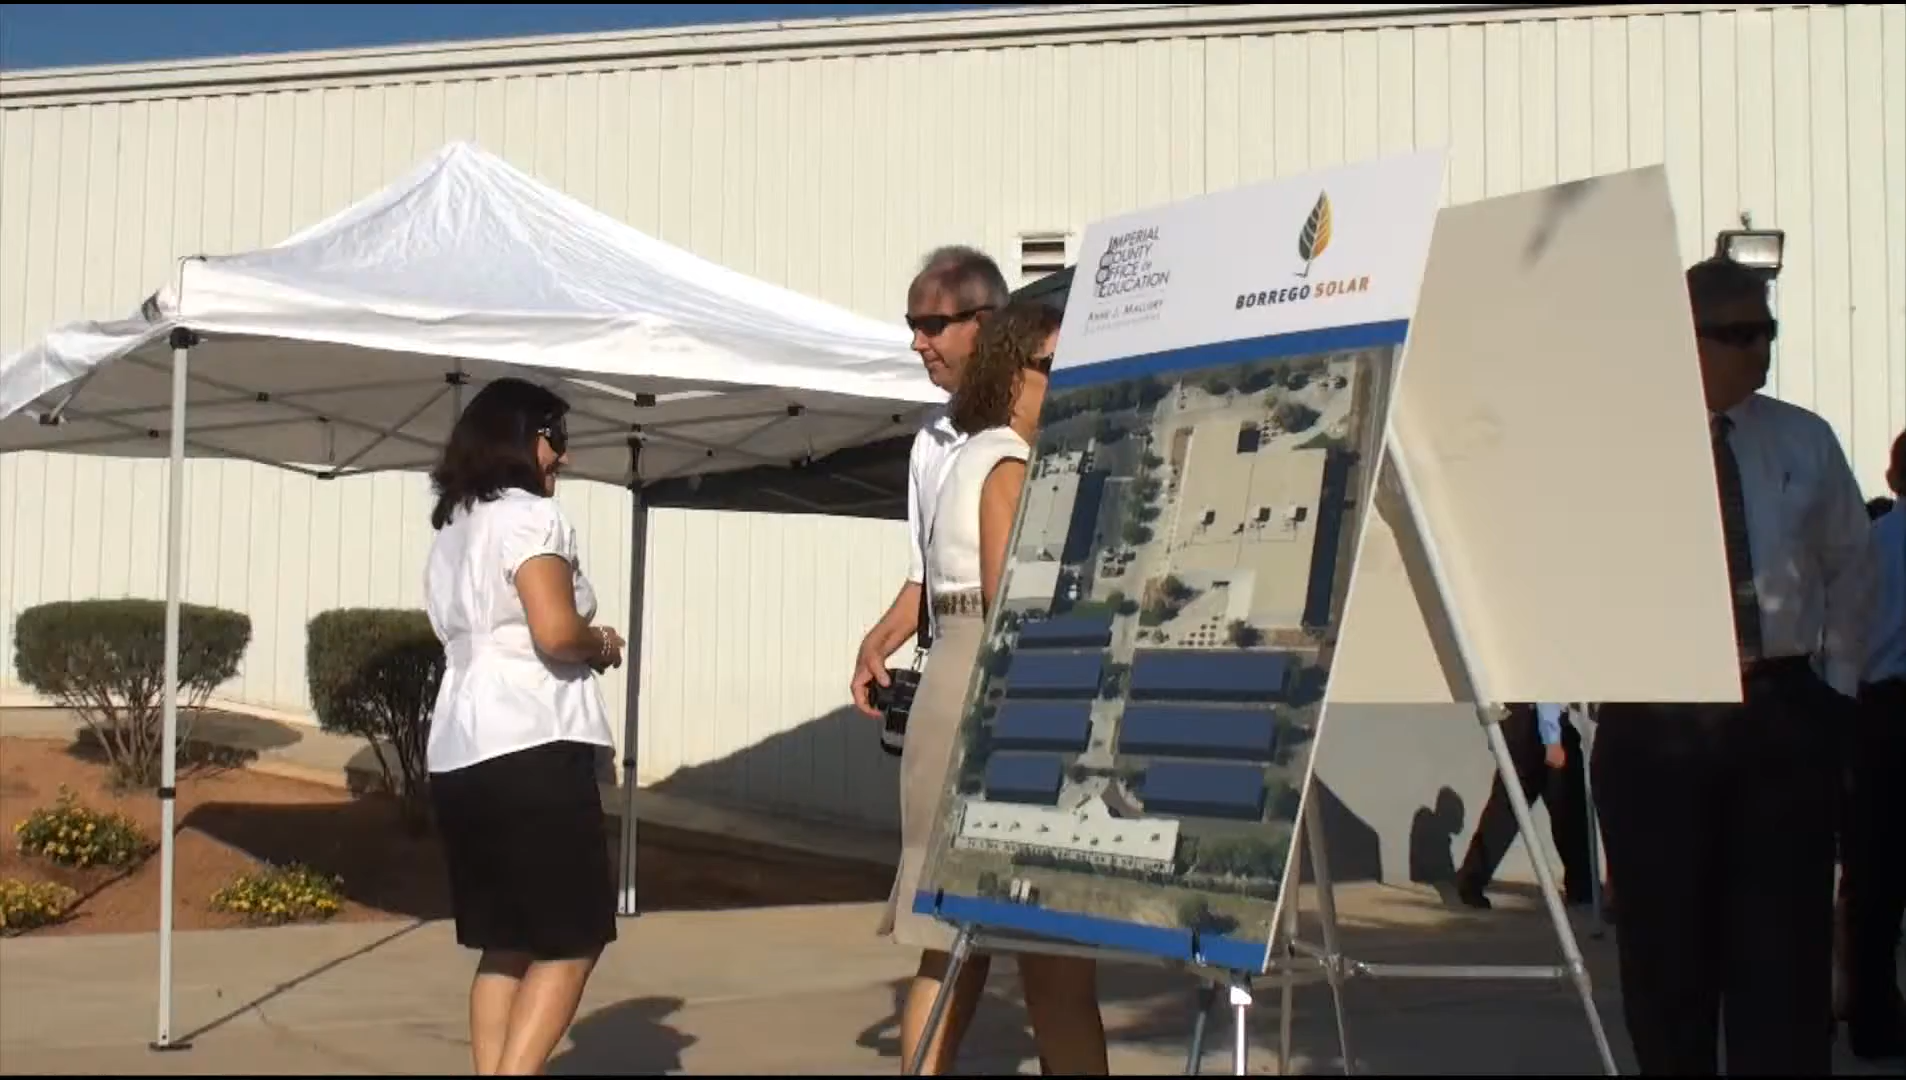 IMPERIAL
COUNTY
OFFICE OF
EDUCATION
ANNE J. MALLORY
BORREGO SOLAR